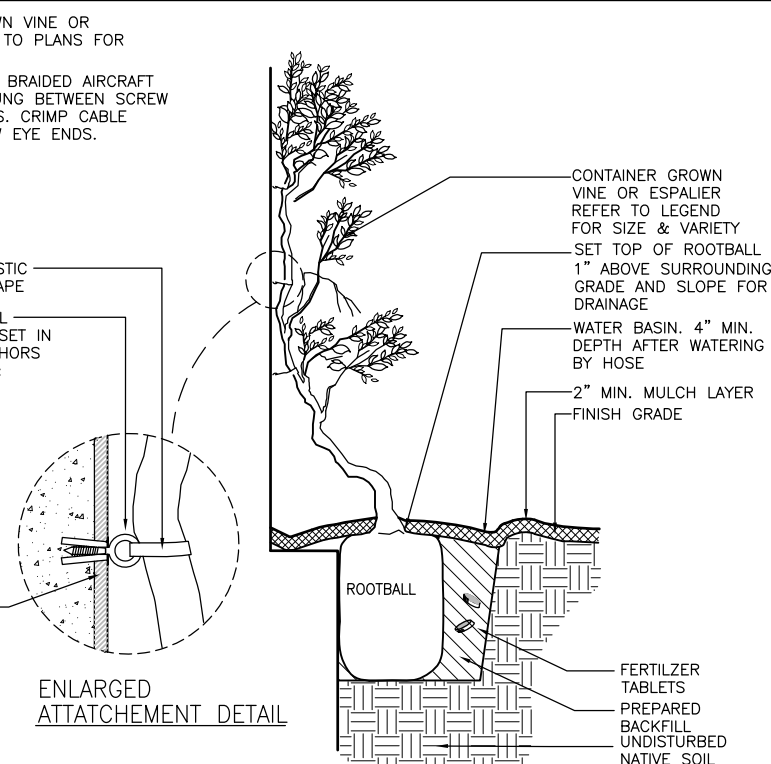 VINE OR
TO PLANS FOR
BRAIDED AIRCRAFT
BETWEEN SCREW
CRIMP CABLE
EYE ENDS.
SET IN
CONTAINER GROWN
VINE OR ESPALIER
REFER TO LEGEND
FOR SIZE & VARIETY
SET TOP OF ROOTBALL
1" ABOVE SURROUNDING
GRADE AND SLOPE FOR
DRAINAGE
WATER BASIN. 4" MIN.
DEPTH AFTER WATERING
BY HOSE
2" MIN. MULCH LAYER
FINISH GRADE
ROOTBALL
FERTILZER
TABLETS
PREPARED
BACKFILL
UNDISTURBED
NATIVE SOIL
ENLARGED
ATTATCHEMENT DETAIL